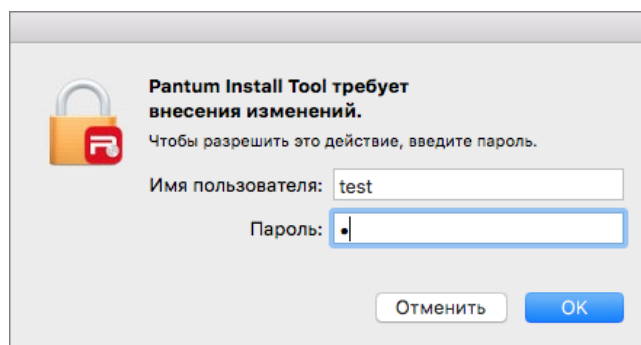 Pantum Install Tool требует
внесения изменений.
Чтобы разрешить это действие, введите пароль.
Имя пользователя: test
Пароль: •
Отменить OK